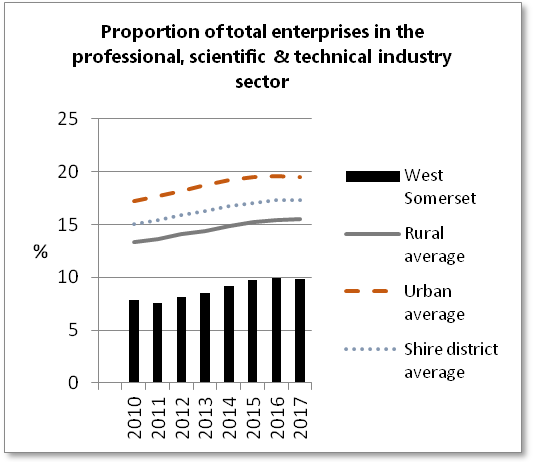 Proportion of total enterprises in the
professional, scientific & technical industry
sector
25
20
15
10
5
0
%
2010
2011
2012
2013
2014
2015
2016
2017
West
Somerset
Rural
average
Urban
average
Shire district
average